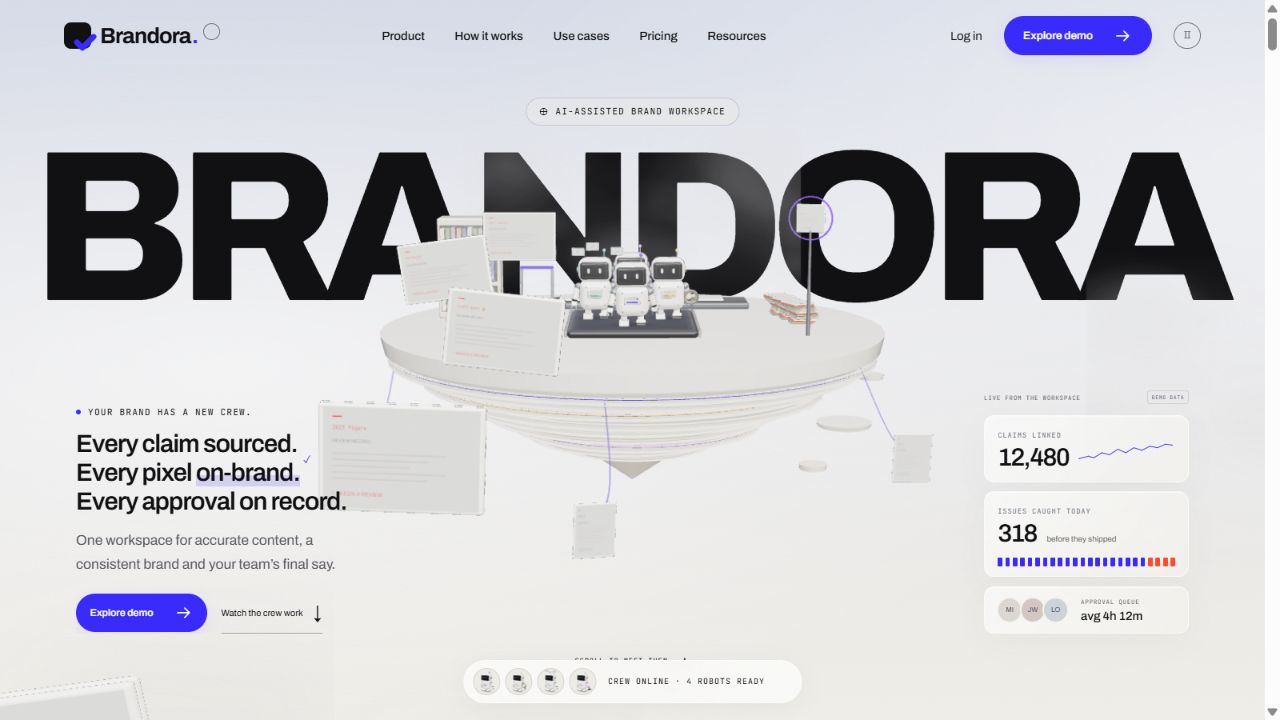 Brandora.
Product
How it works
Use cases
Pricing
Resources
Log in
Explore demo
AI-ASSISTED BRAND WORKSPACE
BRANDORA
YOUR BRAND HAS A NEW CREW.
Every claim sourced.
Every pixel on-brand.
Every approval on record.
One workspace for accurate content, a
consistent brand and your team's final say.
Explore demo
Watch the crew work
LIVE FROM THE WORKSPACE
DEMO DATA
CLAIMS LINKED
12,480
ISSUES CAUGHT TODAY
318 before they shipped
MI JW LO
APPROVAL QUEUE
avg 4h 12m
CREW ONLINE · 4 ROBOTS READY